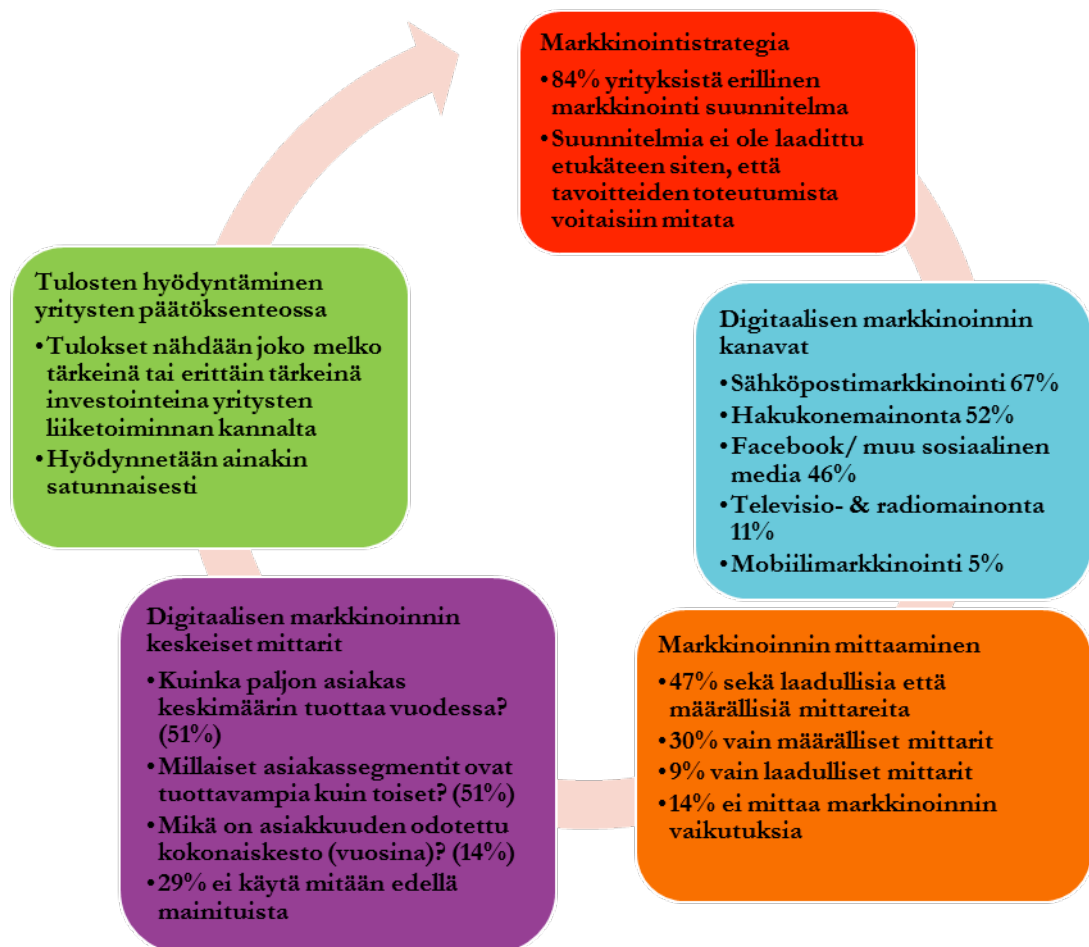 Markkinointistrategia
•84% yrityksistä erillinen
markkinointi suunnitelma
•Suunnitelmia ei ole laadittu
etukäteen siten, että
tavoitteiden toteutumista
voitaisiin mitata
Digitaalisen markkinoinnin
kanavat
•Sähköpostimarkkinointi 67%
•Hakukonemainonta 52%
•Facebook/ muu sosiaalinen
media 46%
•Televisio- & radiomainonta
11%
•Mobiilimarkkinointi 5%
Markkinoinnin mittaaminen
•47% sekä laadullisia että
määrällisiä mittareita
•30% vain määrälliset mittarit
•9% vain laadulliset mittarit
•14% ei mittaa markkinoinnin
vaikutuksia
Digitaalisen markkinoinnin
keskeiset mittarit
•Kuinka paljon asiakas
keskimäärin tuottaa vuodessa?
(51%)
•Millaiset asiakassegmentit ovat
tuottavampia kuin toiset? (51%)
•Mikä on asiakkuuden odotettu
kokonaiskesto (vuosina)? (14%)
•29% ei käytä mitään edellä
mainituista
Tulosten hyödyntäminen
yritysten päätöksenteossa
•Tulokset nähdään joko melko
tärkeinä tai erittäin tärkeinä
investointeina yritysten
liiketoiminnan kannalta
•Hyödynnetään ainakin
satunnaisesti